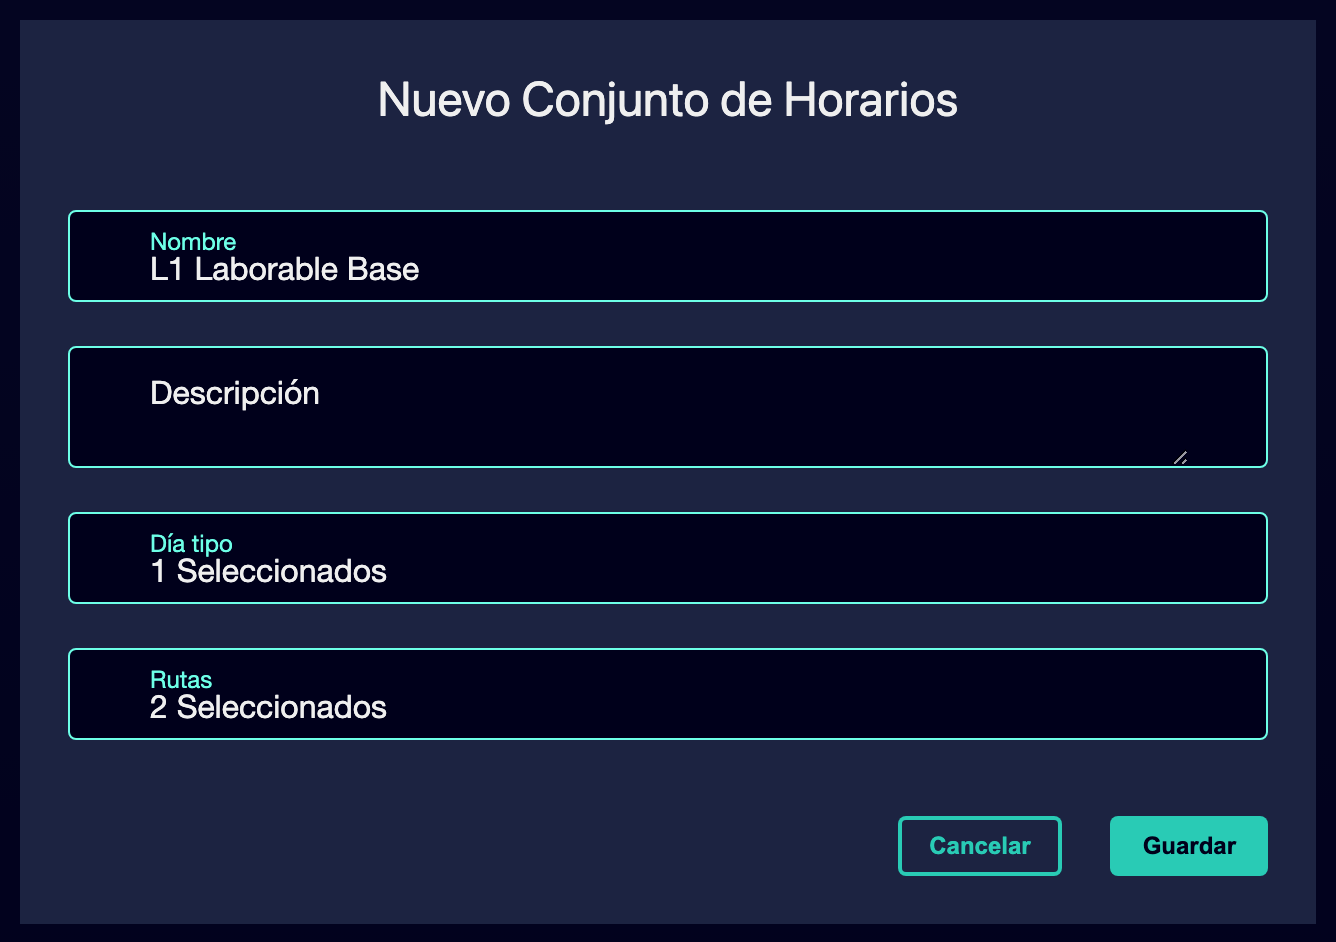 Nuevo Conjunto de Horarios
Nombre
L1 Laborable Base
Descripción
Día tipo
1 Seleccionados
Rutas
2 Seleccionados
Cancelar
Guardar